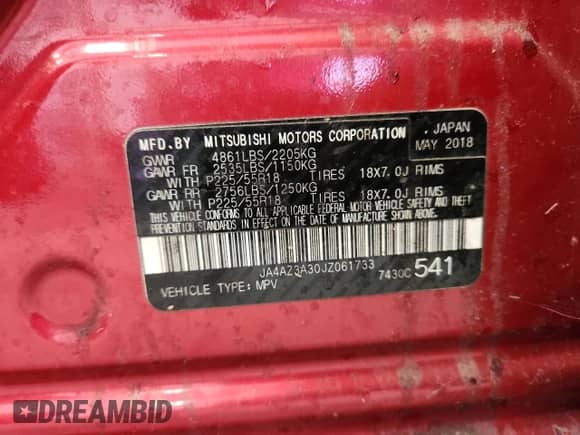 MFD.BY MITSUBISHI MOTORS CORPORATION JAPAN
GVWR 4861LBS/2205KG MAY 2018
GAWR FR 2535LBS/1150KG
WITH P225/55R18 TIRES 18X7.0J RIMS
GAWR RR 2756LBS/1250KG
WITH P225/55R18 TIRES 18X7.0J RIMS
THIS VEHICLE CONFORMS TO ALL APPLICABLE FEDERAL MOTOR VEHICLE SAFETY AND THEFT
PREVENTION STANDARDS IN EFFECT ON THE DATE OF MANUFACTURE SHOWN ABOVE.
JA4AZ3A30JZ061733
7430C 541
VEHICLE TYPE: MPV
DREAMBID